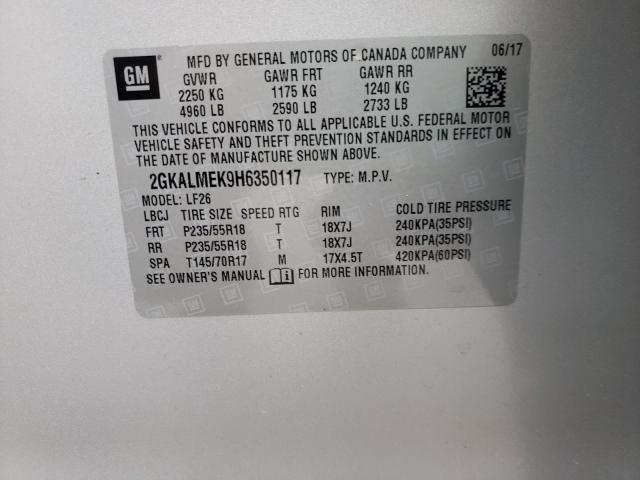 GM
MFD BY GENERAL MOTORS OF CANADA COMPANY 06/17
GVWR GAWR FRT GAWR RR
2250 KG 1175 KG 1240 KG
4960 LB 2590 LB 2733 LB
THIS VEHICLE CONFORMS TO ALL APPLICABLE U.S. FEDERAL MOTOR
VEHICLE SAFETY AND THEFT PREVENTION STANDARDS IN EFFECT ON
DATE OF MANUFACTURE SHOWN ABOVE.
2GKALMEK9H6350117 TYPE: M.P.V.
MODEL: LF26
LBCJ TIRE SIZE SPEED RTG RIM COLD TIRE PRESSURE
FRT P235/55R18 T 18X7J 240KPA(35PSI)
RR P235/55R18 T 18X7J 240KPA(35PSI)
SPA T145/70R17 M 17X4.5T 420KPA(60PSI)
SEE OWNER'S MANUAL FOR MORE INFORMATION.